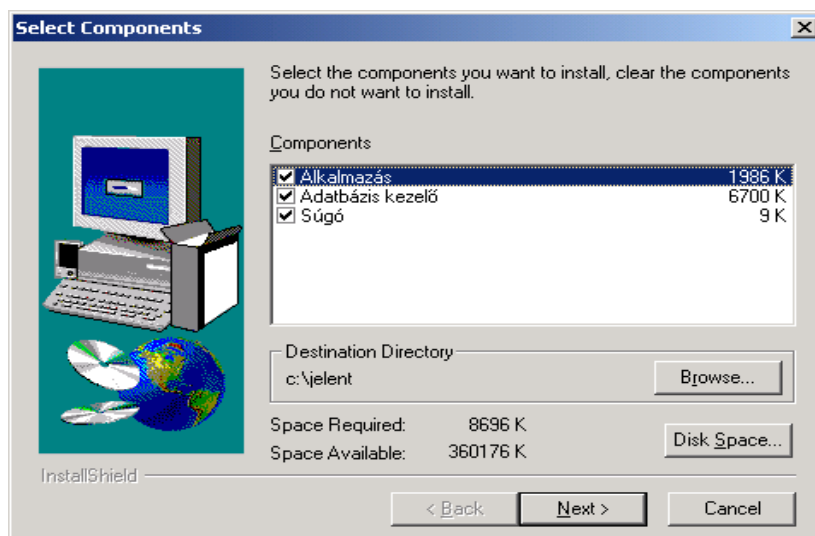 Select Components
Select the components you want to install, clear the components
you do not want to install.
Components
Alkalmazás 1986 K
Adatbázis kezelő 6700 K
Súgó 9 K
Destination Directory
c:\jelent
Browse...
Space Required: 8696 K
Space Available: 360176 K
Disk Space...
InstallShield
< Back
Next >
Cancel